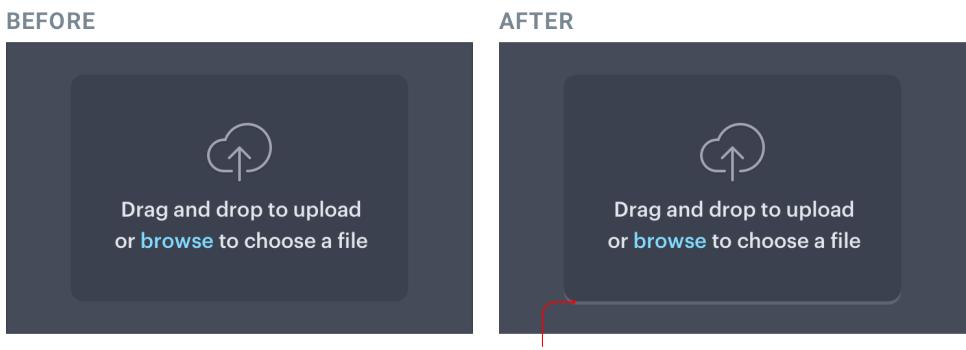 BEFORE
Drag and drop to upload
or browse to choose a file
AFTER
Drag and drop to upload
or browse to choose a file